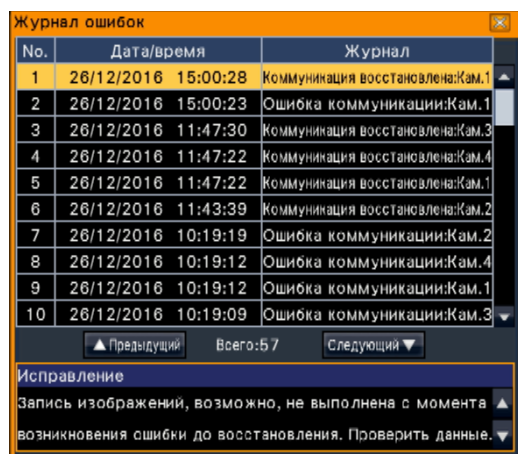 Журнал ошибок
No. Дата/время Журнал
1 26/12/2016 15:00:28 Коммуникация восстановлена:Кам.1
2 26/12/2016 15:00:23 Ошибка коммуникации:Кам.1
3 26/12/2016 11:47:30 Коммуникация восстановлена:Кам.3
4 26/12/2016 11:47:22 Коммуникация восстановлена:Кам.4
5 26/12/2016 11:47:22 Коммуникация восстановлена:Кам.1
6 26/12/2016 11:43:39 Коммуникация восстановлена:Кам.2
7 26/12/2016 10:19:19 Ошибка коммуникации:Кам.2
8 26/12/2016 10:19:12 Ошибка коммуникации:Кам.4
9 26/12/2016 10:19:12 Ошибка коммуникации:Кам.1
10 26/12/2016 10:19:09 Ошибка коммуникации:Кам.3
▲Предыдущий Всего:57 Следующий▼
Исправление
Запись изображений, возможно, не выполнена с момента
возникновения ошибки до восстановления. Проверить данные.